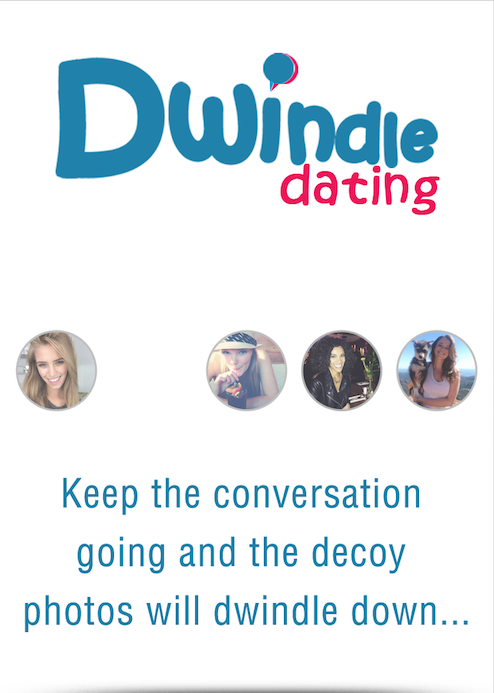 Dwindle
dating
Keep the conversation
going and the decoy
photos will dwindle down...